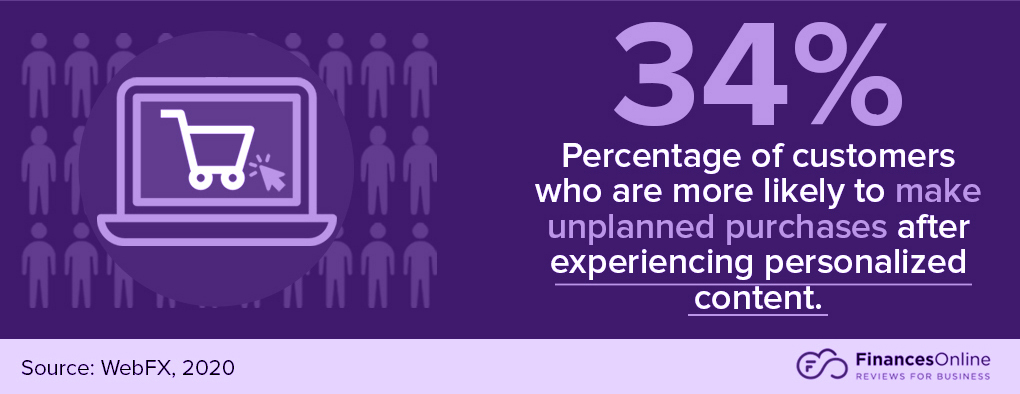 34%
Percentage of customers
who are more likely to make
unplanned purchases after
experiencing personalized
content.
Source: WebFX, 2020
FinancesOnline
REVIEWS FOR BUSINESS